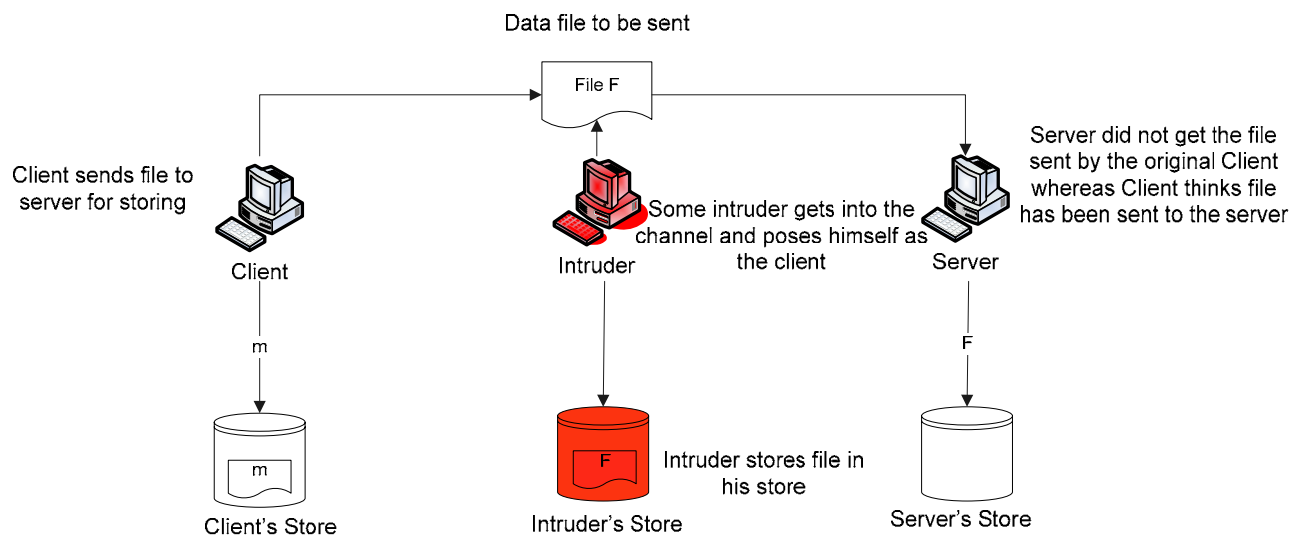 Data file to be sent
File F
Client sends file to
server for storing
Server did not get the file
sent by the original Client
whereas Client thinks file
has been sent to the server
Some intruder gets into the
channel and poses himself as
the client
Client
Intruder
Server
m
F
m
F
Intruder stores file in
his store
Client's Store
Intruder's Store
Server's Store